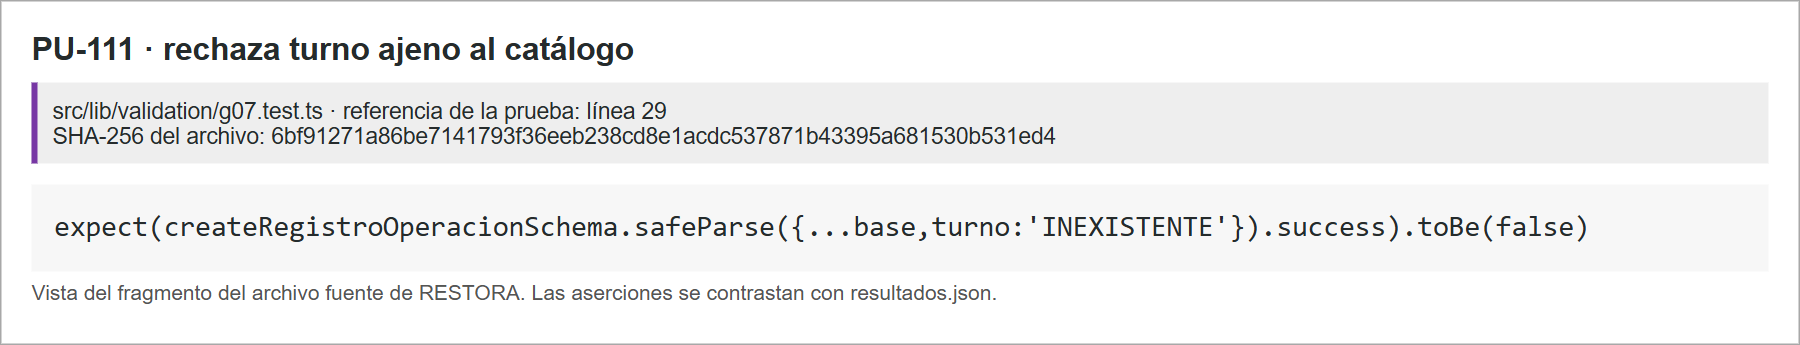 PU-111 · rechaza turno ajeno al catálogo
src/lib/validation/g07.test.ts · referencia de la prueba: línea 29
SHA-256 del archivo: 6bf91271a86be7141793f36eeb238cd8e1acdc537871b43395a681530b531ed4
expect(createRegistroOperacionSchema.safeParse({...base,turno:'INEXISTENTE'}).success).toBe(false)
Vista del fragmento del archivo fuente de RESTORA. Las aserciones se contrastan con resultados.json.